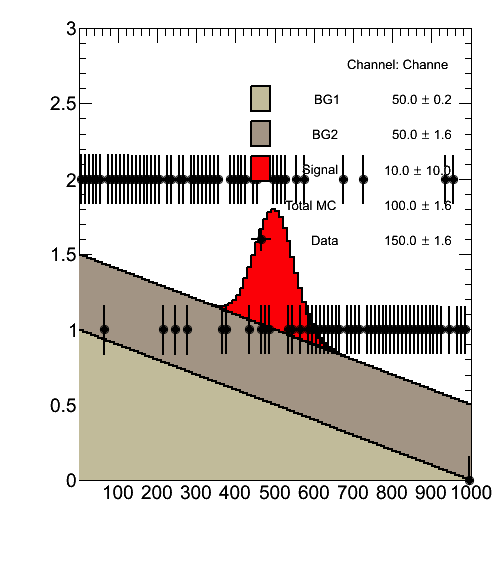 3
Channel: Channe
2.5
BG1 50.0 ± 0.2
BG2 50.0 ± 1.6
2
Signal 10.0 ± 10.0
Total MC 100.0 ± 1.6
1.5
Data 150.0 ± 1.6
1
0.5
0
100 200 300 400 500 600 700 800 900 1000